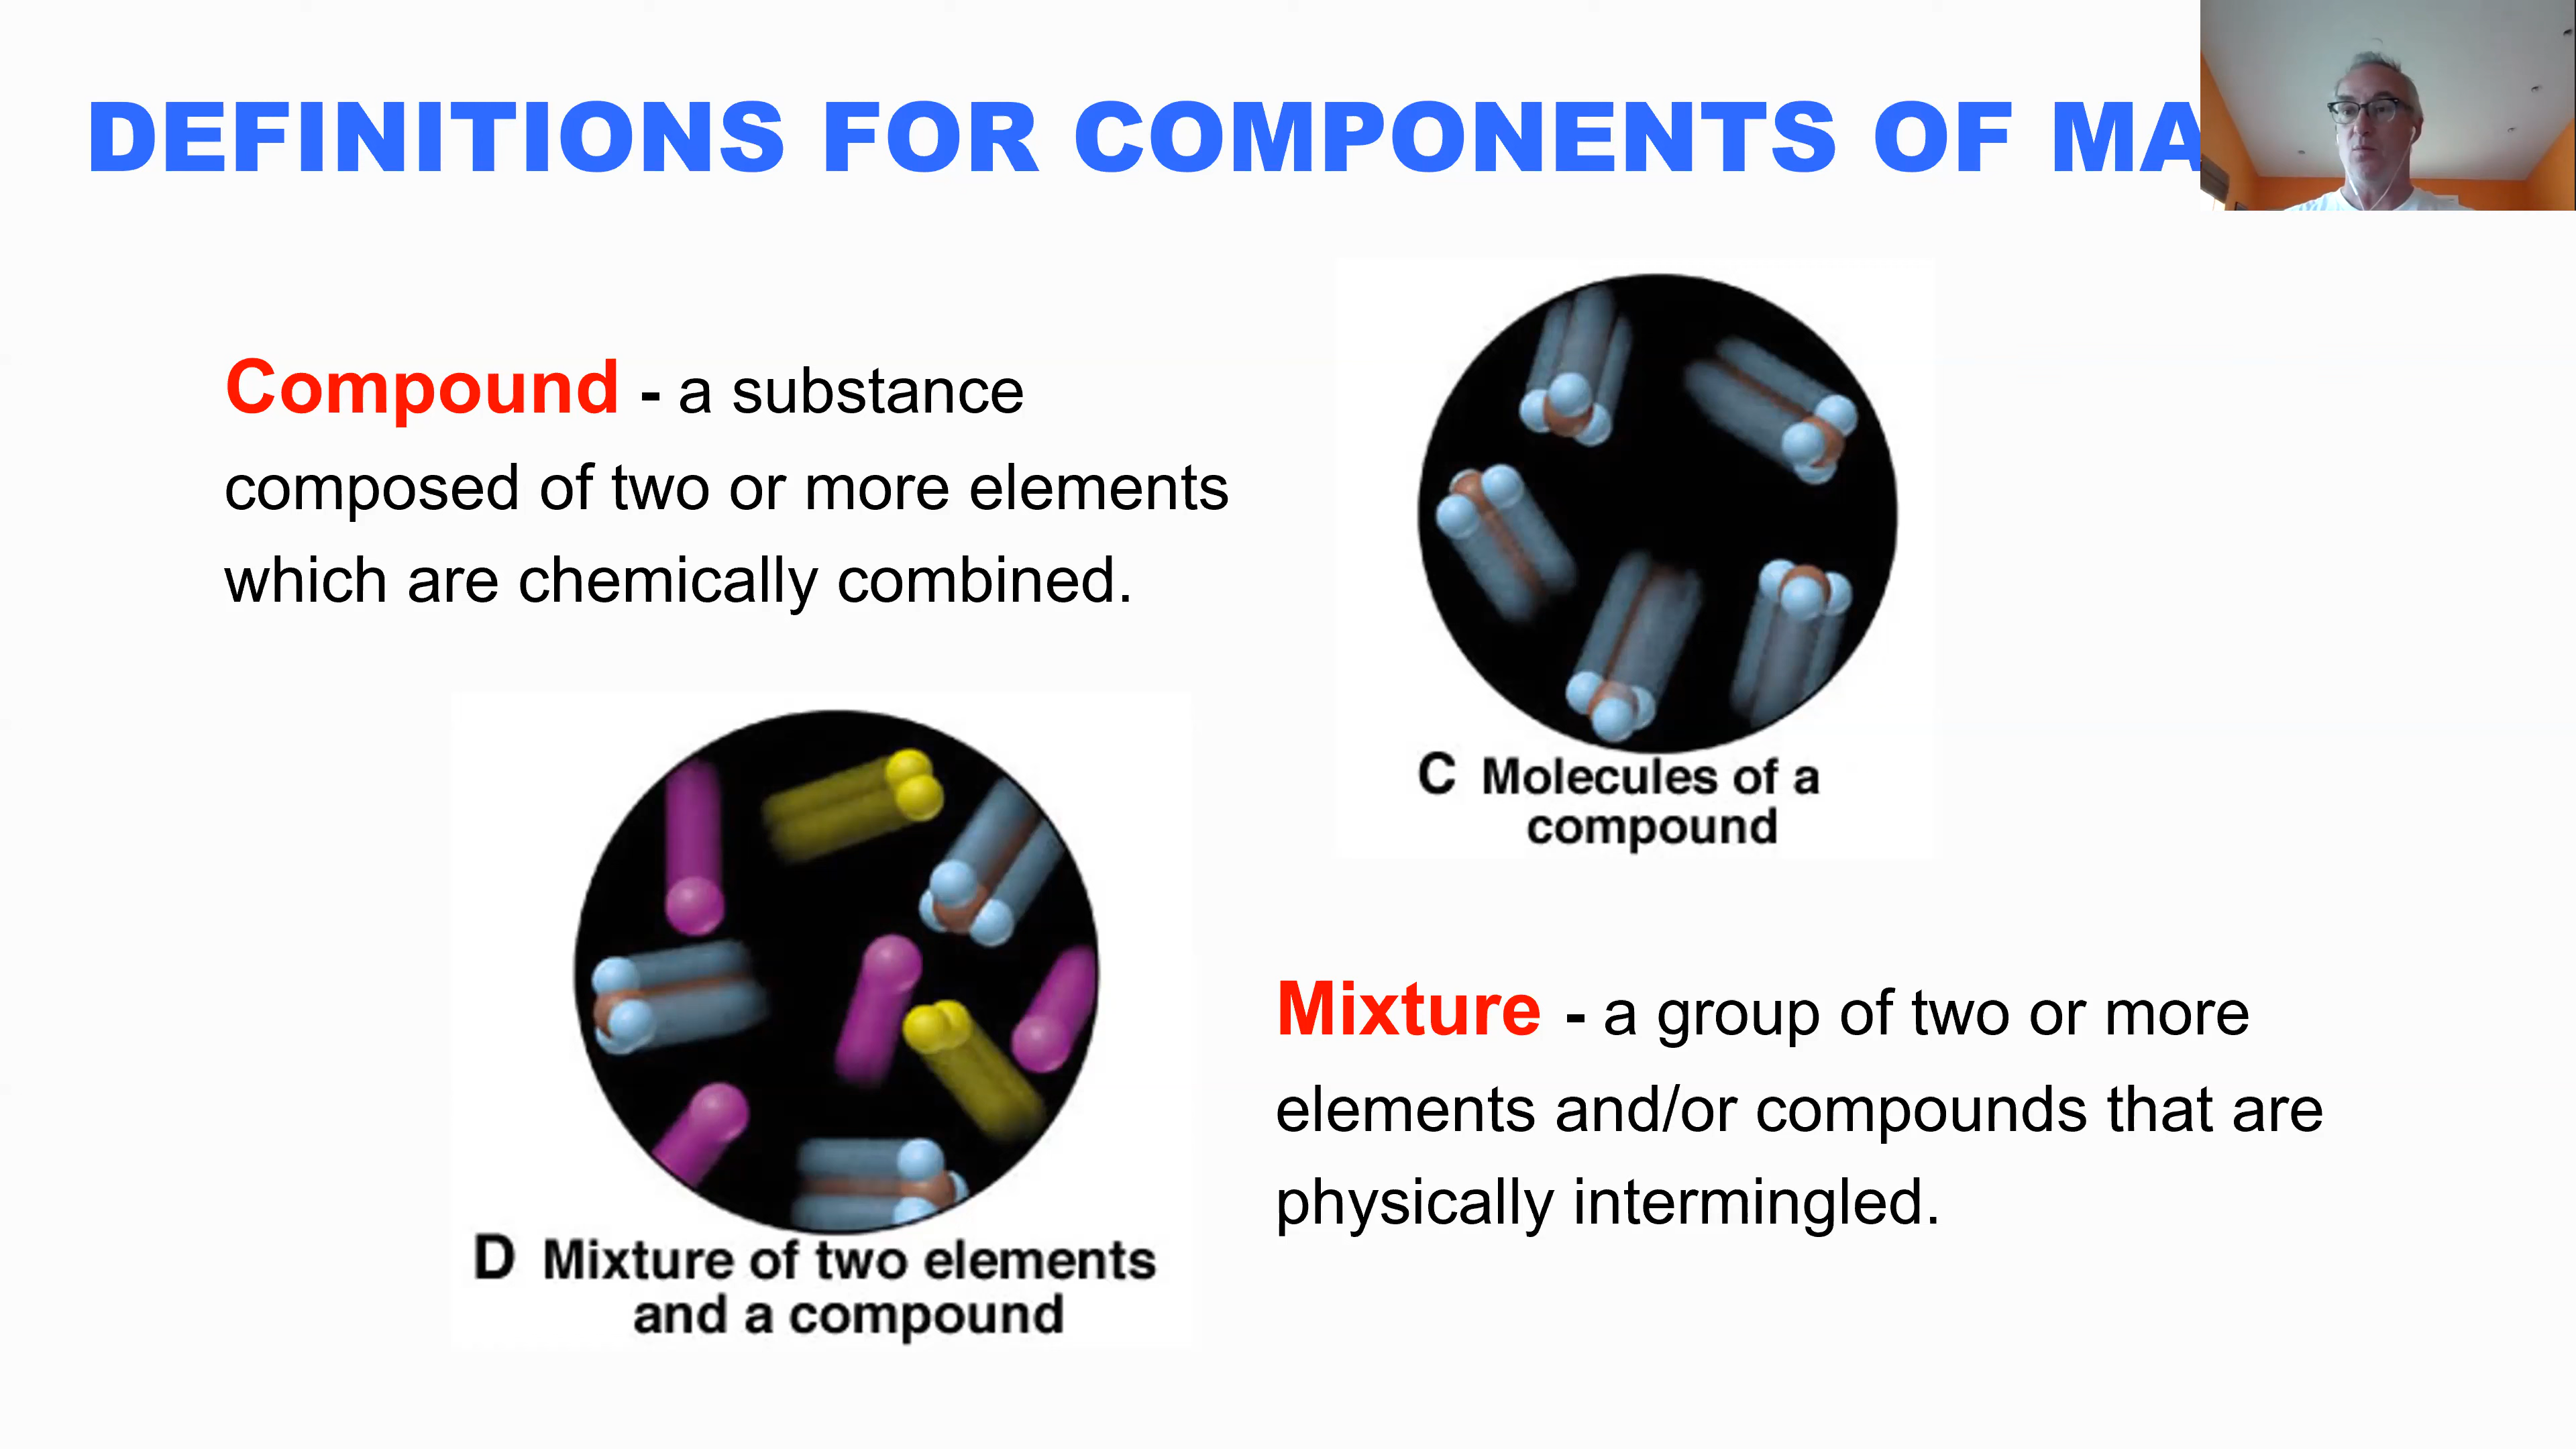 DEFINITIONS FOR COMPONENTS OF MA
Compound - a substance
composed of two or more elements
which are chemically combined.
C Molecules of a
compound
Mixture - a group of two or more
elements and/or compounds that are
physically intermingled.
D Mixture of two elements
and a compound